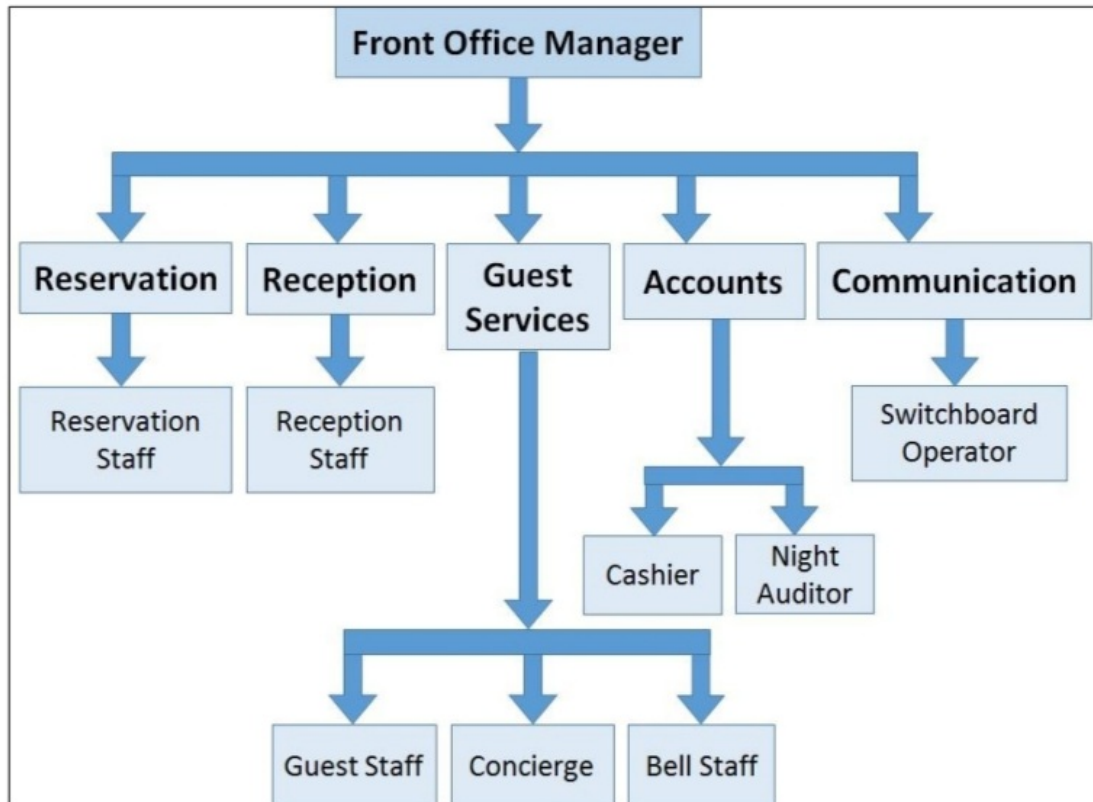 Front Office Manager
Reservation
Reception
Guest
Services
Accounts
Communication
Reservation
Staff
Reception
Staff
Switchboard
Operator
Cashier
Night
Auditor
Guest Staff
Concierge
Bell Staff